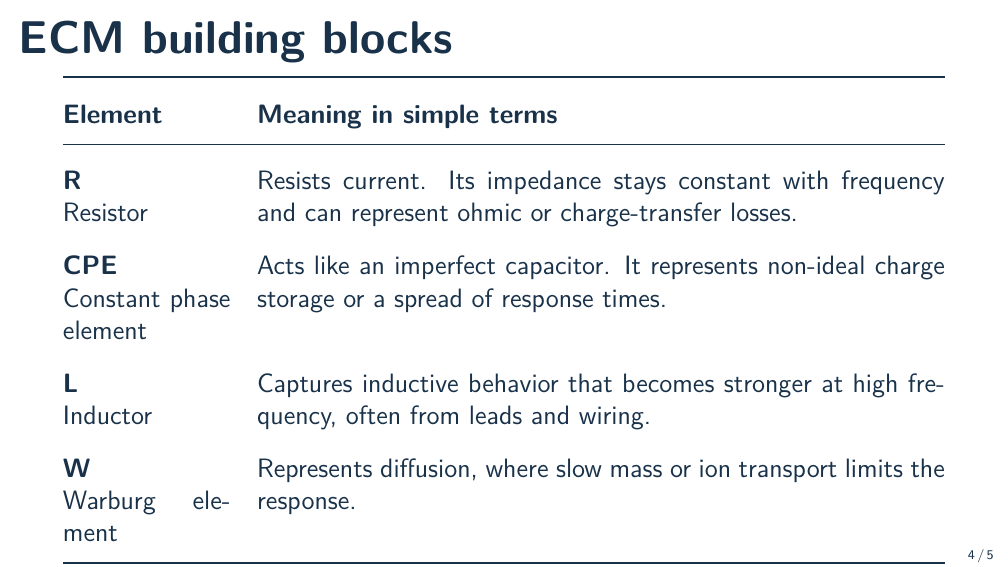 ECM building blocks
Element Meaning in simple terms
R Resists current. Its impedance stays constant with frequency
Resistor and can represent ohmic or charge-transfer losses.
CPE Acts like an imperfect capacitor. It represents non-ideal charge
Constant phase storage or a spread of response times.
element
L Captures inductive behavior that becomes stronger at high fre-
Inductor quency, often from leads and wiring.
W Represents diffusion, where slow mass or ion transport limits the
Warburg ele- response.
ment
4 / 5